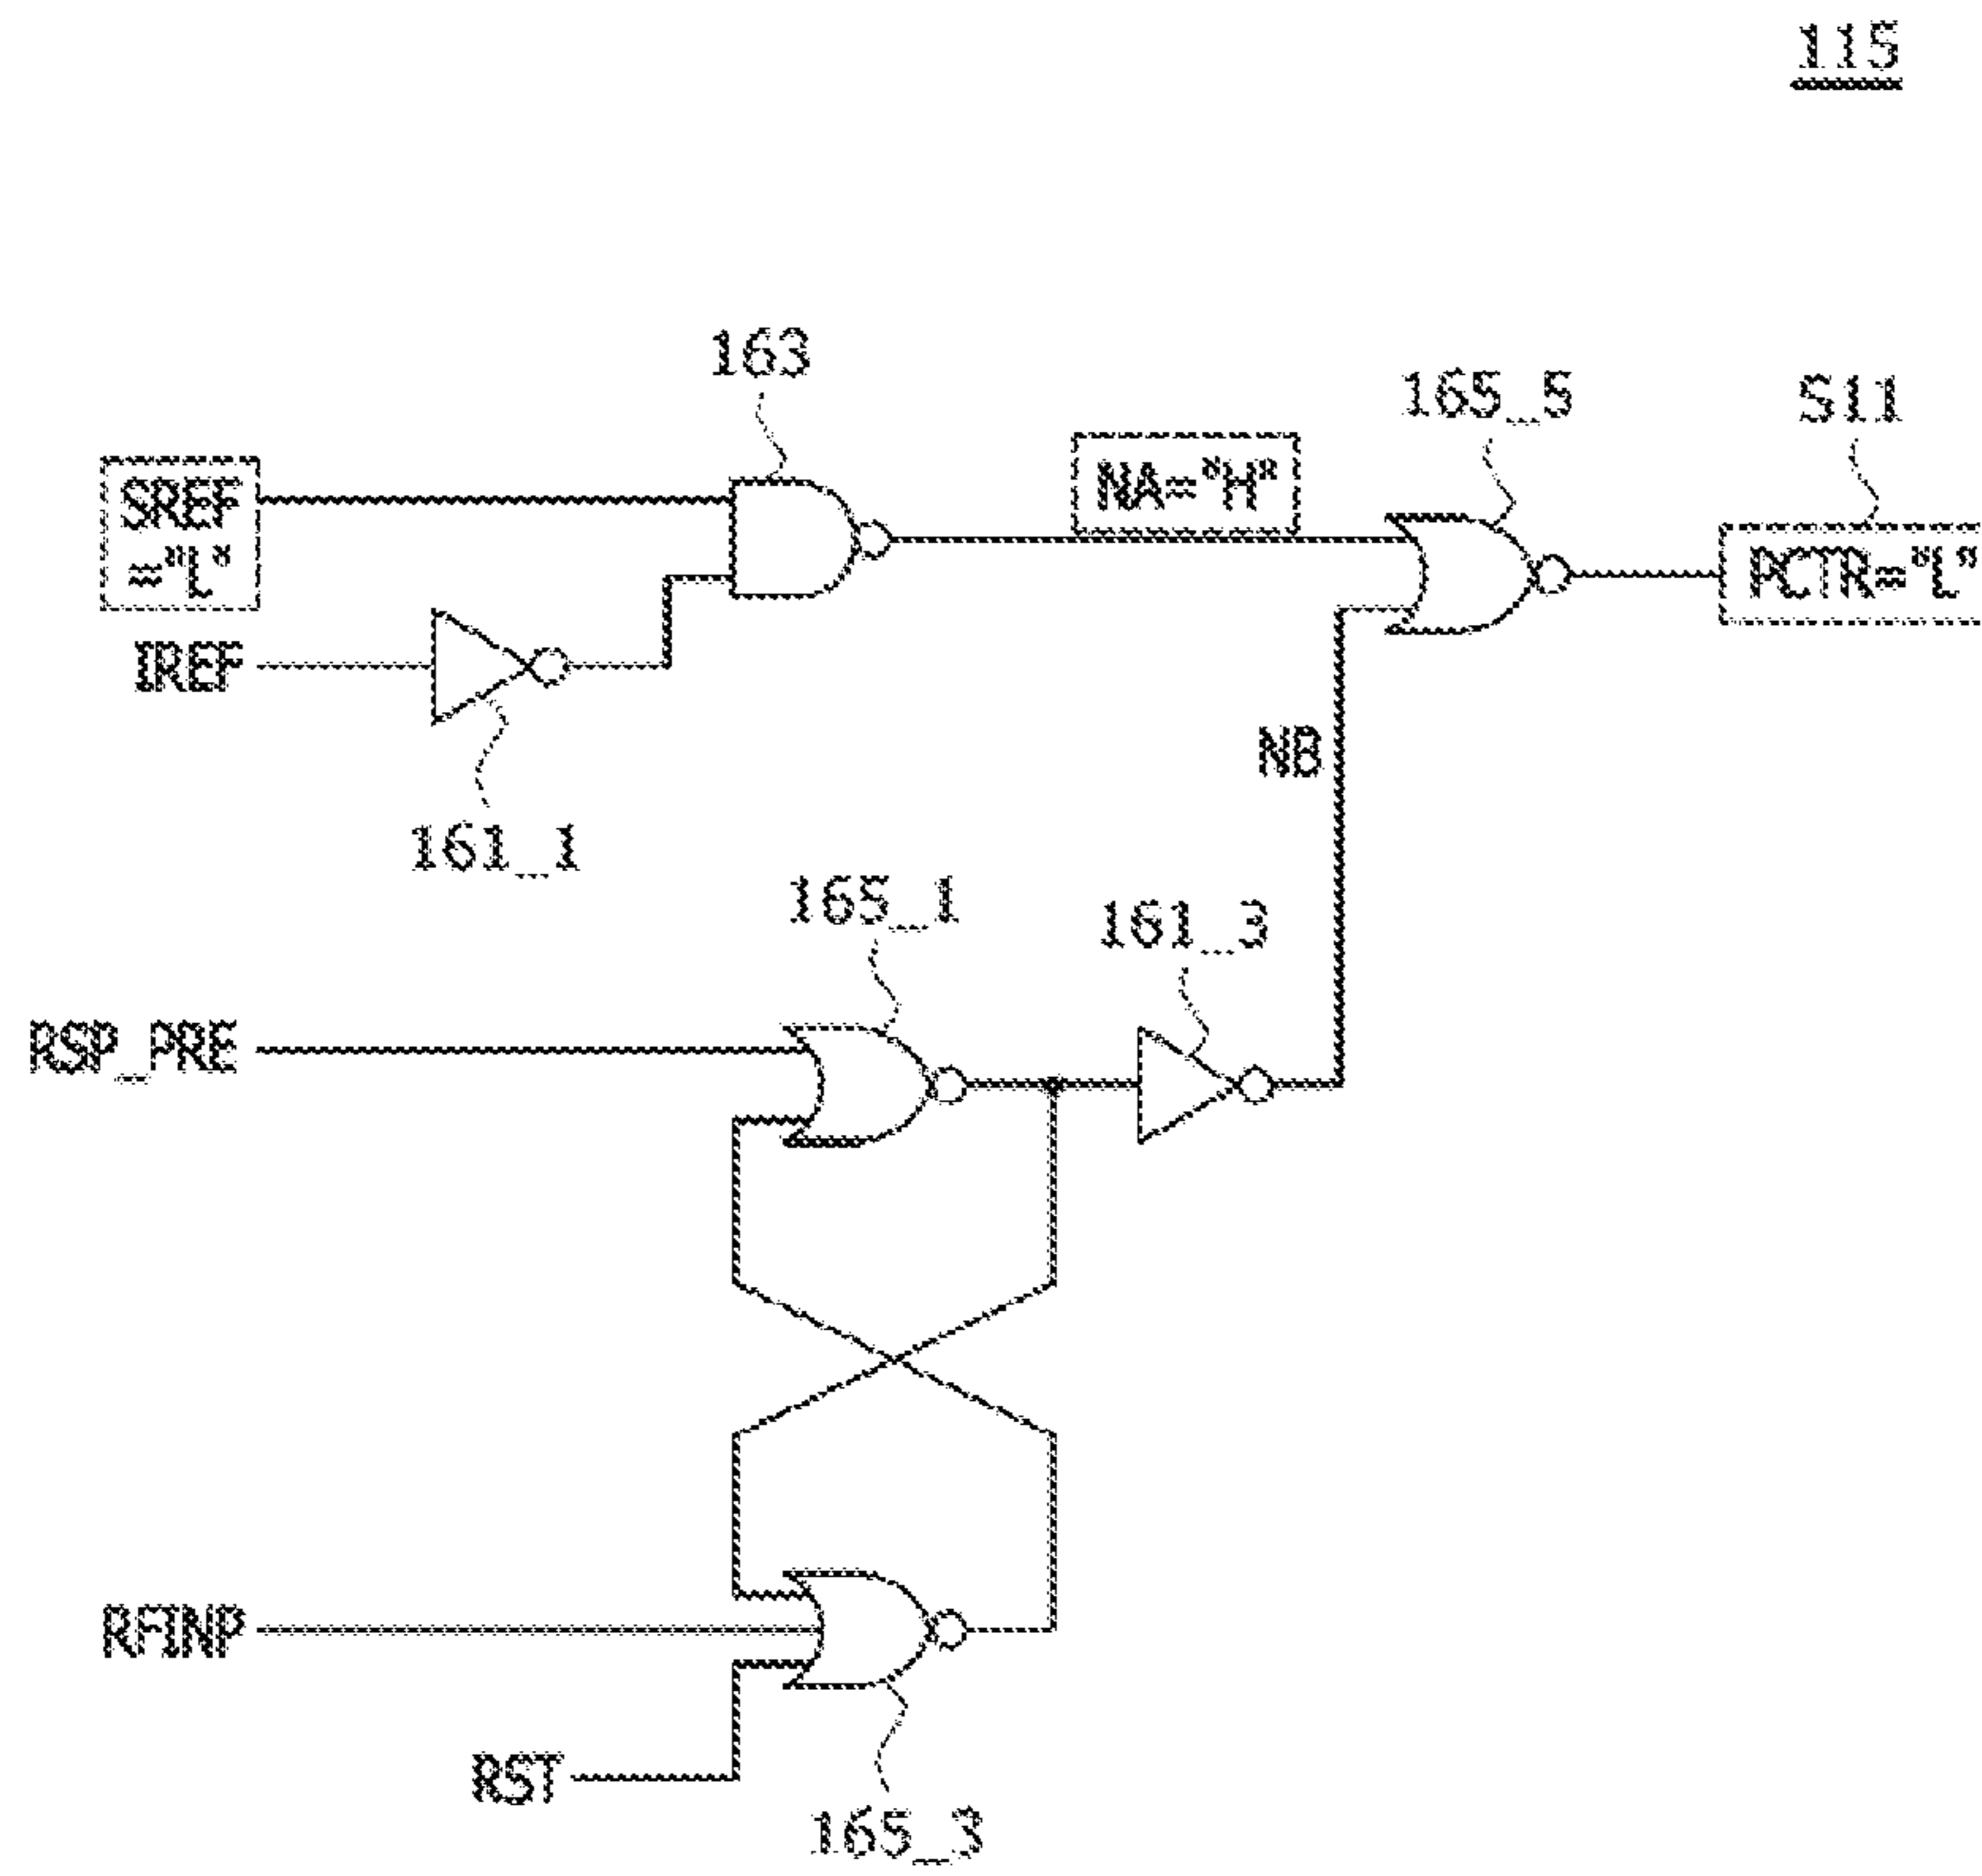 115
163
165_5
S11
SREF
="L"
NA="H"
PCTR="L"
IREF
NB
161_1
165_1
161_3
RSP_PRE
RFINP
RST
165_3